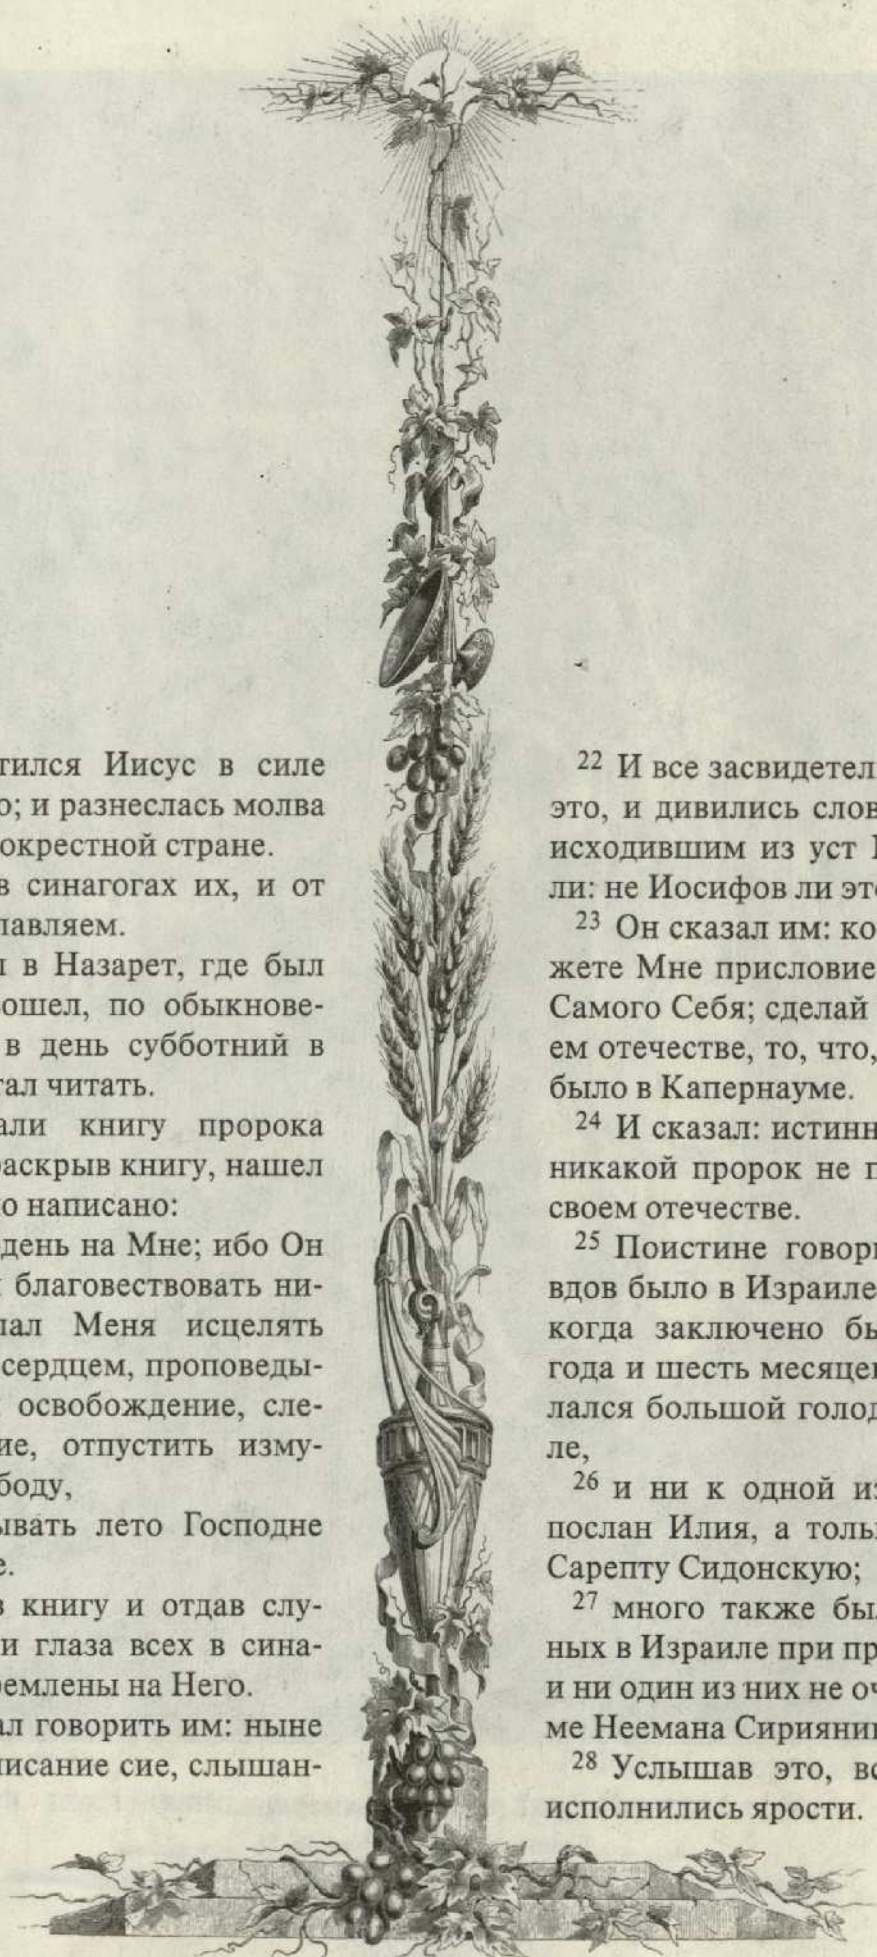 тился Иисус в силе
о; и разнеслась молва
окрестной стране.
в синагогах их, и от
лавляем.
в Назарет, где был
ошел, по обыкнове-
в день субботний в
тал читать.
али книгу пророка
раскрыв книгу, нашел
о написано:
день на Мне; ибо Он
благовествовать ни-
лал Меня исцелять
сердцем, проповеды-
освобождение, сле-
ие, отпустить изму-
боду,
ывать лето Господне
е.
в книгу и отдав слу-
и глаза всех в сина-
ремлены на Него.
ал говорить им: ныне
писание сие, слышан-
22 И все засвидетел
это, и дивились слов
исходившим из уст
ли: не Иосифов ли это
23 Он сказал им: ко
жете Мне присловие
Самого Себя; сделай
ем отечестве, то, что,
было в Капернауме.
24 И сказал: истинн
никакой пророк не п
своем отечестве.
25 Поистине говор
вдов было в Израиле
когда заключено бы
года и шесть месяце
лался большой голод
ле,
26 и ни к одной из
послан Илия, а толь
Сарепту Сидонскую;
27 много также бы
ных в Израиле при пр
и ни один из них не оч
ме Неемана Сирияни
28 Услышав это, вс
исполнились ярости.